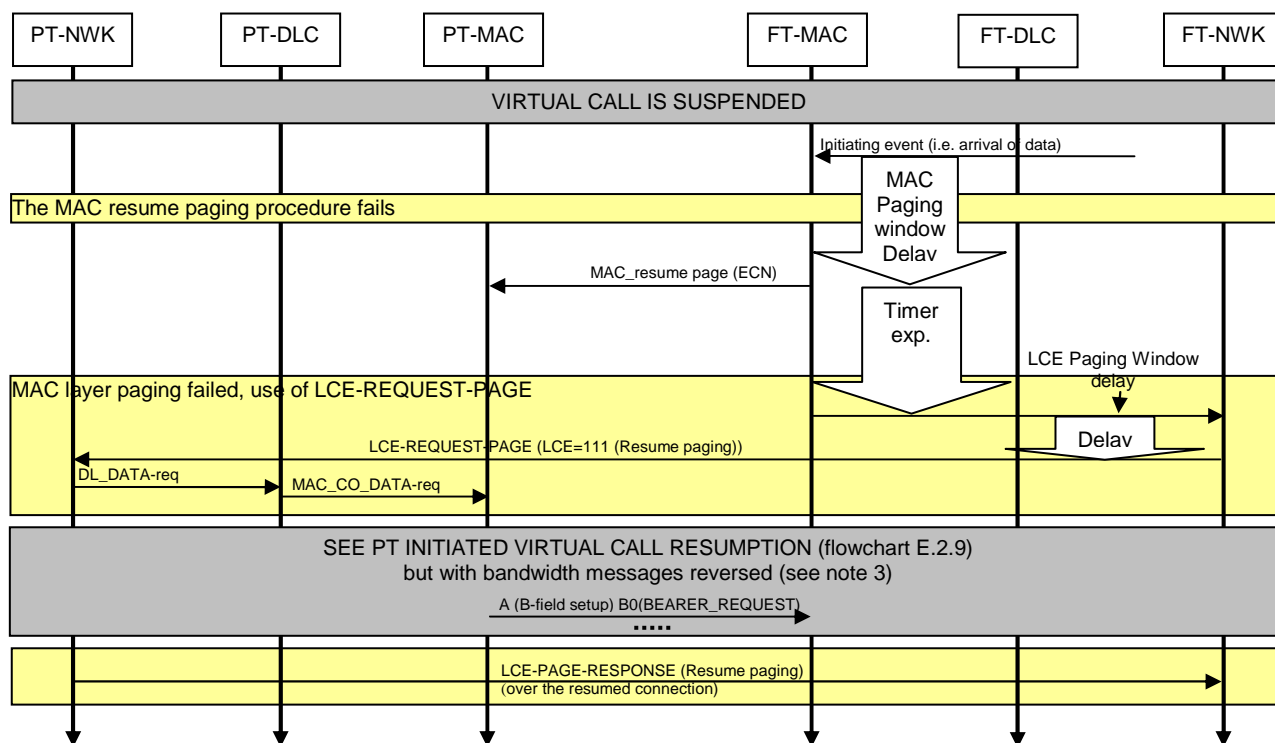 PT-NWK
PT-DLC
PT-MAC
FT-MAC
FT-DLC
FT-NWK
VIRTUAL CALL IS SUSPENDED
Initiating event (i.e. arrival of data)
MAC
Paging
window
Delav
The MAC resume paging procedure fails
MAC_resume page (ECN)
Timer
exp.
LCE Paging Window
delay
MAC layer paging failed, use of LCE-REQUEST-PAGE
Delav
LCE-REQUEST-PAGE (LCE=111 (Resume paging))
DL_DATA-req
MAC_CO_DATA-req
SEE PT INITIATED VIRTUAL CALL RESUMPTION (flowchart E.2.9)
but with bandwidth messages reversed (see note 3)
A (B-field setup) B0(BEARER_REQUEST)
.....
LCE-PAGE-RESPONSE (Resume paging)
(over the resumed connection)